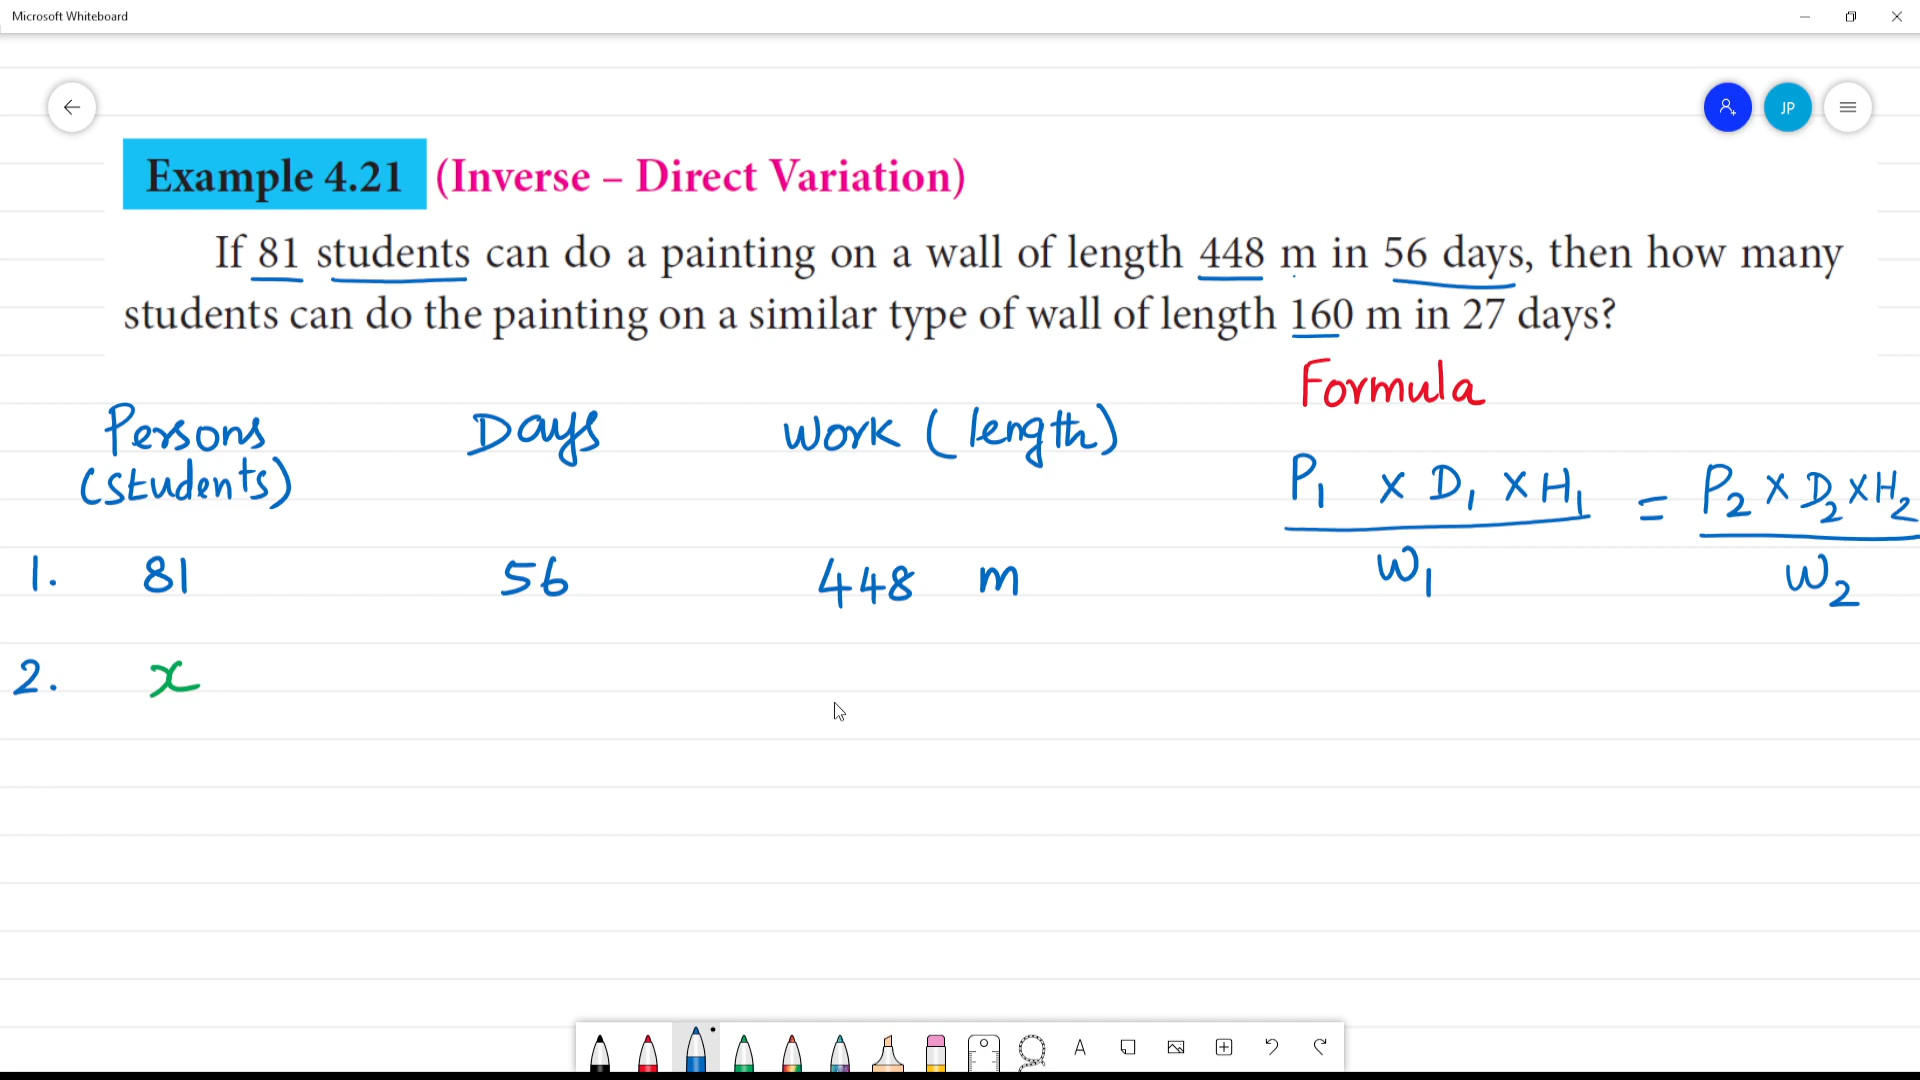 Microsoft Whiteboard
JP
Example 4.21 (Inverse – Direct Variation)
If 81 students can do a painting on a wall of length 448 m in 56 days, then how many
students can do the painting on a similar type of wall of length 160 m in 27 days?
Formula
Persons Days Work (length)
(students)
P₁ × D₁ × H₁ = P₂ × D₂ × H₂
W₁ W₂
1. 81 56 448 m
2. x
A